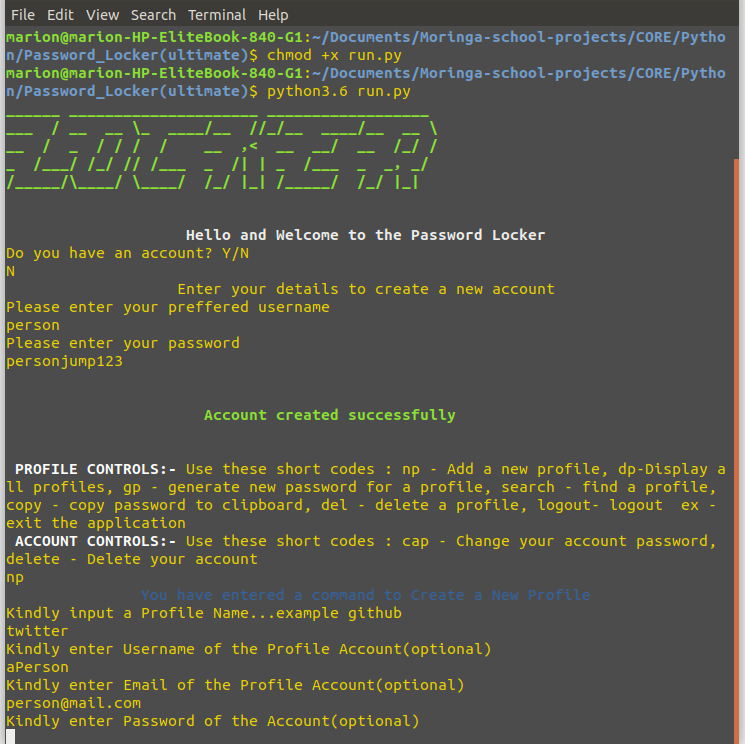 File Edit View Search Terminal Help
marion@marion-HP-EliteBook-840-G1:~/Documents/Moringa-school-projects/CORE/Pytho
n/Password_Locker(ultimate)$ chmod +x run.py
marion@marion-HP-EliteBook-840-G1:~/Documents/Moringa-school-projects/CORE/Pytho
n/Password_Locker(ultimate)$ python3.6 run.py
Hello and Welcome to the Password Locker
Do you have an account? Y/N
N
Enter your details to create a new account
Please enter your preffered username
person
Please enter your password
personjump123
Account created successfully
PROFILE CONTROLS:- Use these short codes : np - Add a new profile, dp-Display a
ll profiles, gp - generate new password for a profile, search - find a profile,
copy - copy password to clipboard, del - delete a profile, logout- logout  ex -
exit the application
ACCOUNT CONTROLS:- Use these short codes : cap - Change your account password,
delete - Delete your account
np
You have entered a command to Create a New Profile
Kindly input a Profile Name...example github
twitter
Kindly enter Username of the Profile Account(optional)
aPerson
Kindly enter Email of the Profile Account(optional)
person@mail.com
Kindly enter Password of the Account(optional)